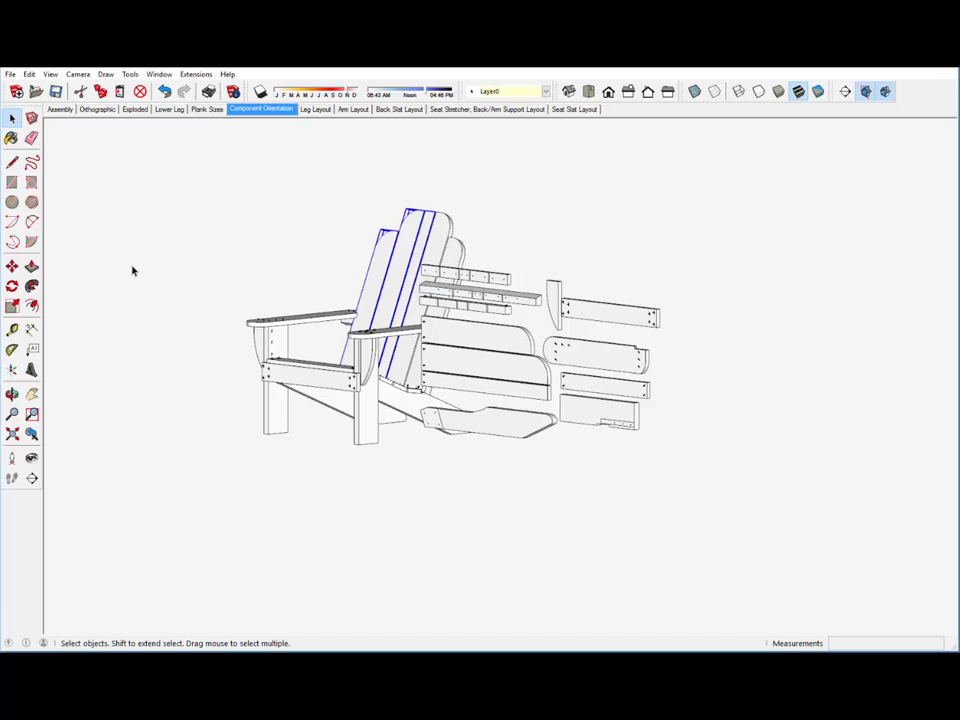 File Edit View Camera Draw Tools Window Extensions Help
J F M A M J J A S O N D 06:43 AM Noon 04:46 PM Layer0
Assembly Orthographic Exploded Lower Leg Plank Sizes Component Orientation Leg Layout Arm Layout Back Slat Layout Seat Stretcher, Back/Arm Support Layout Seat Slat Layout
Select objects. Shift to extend select. Drag mouse to select multiple. Measurements